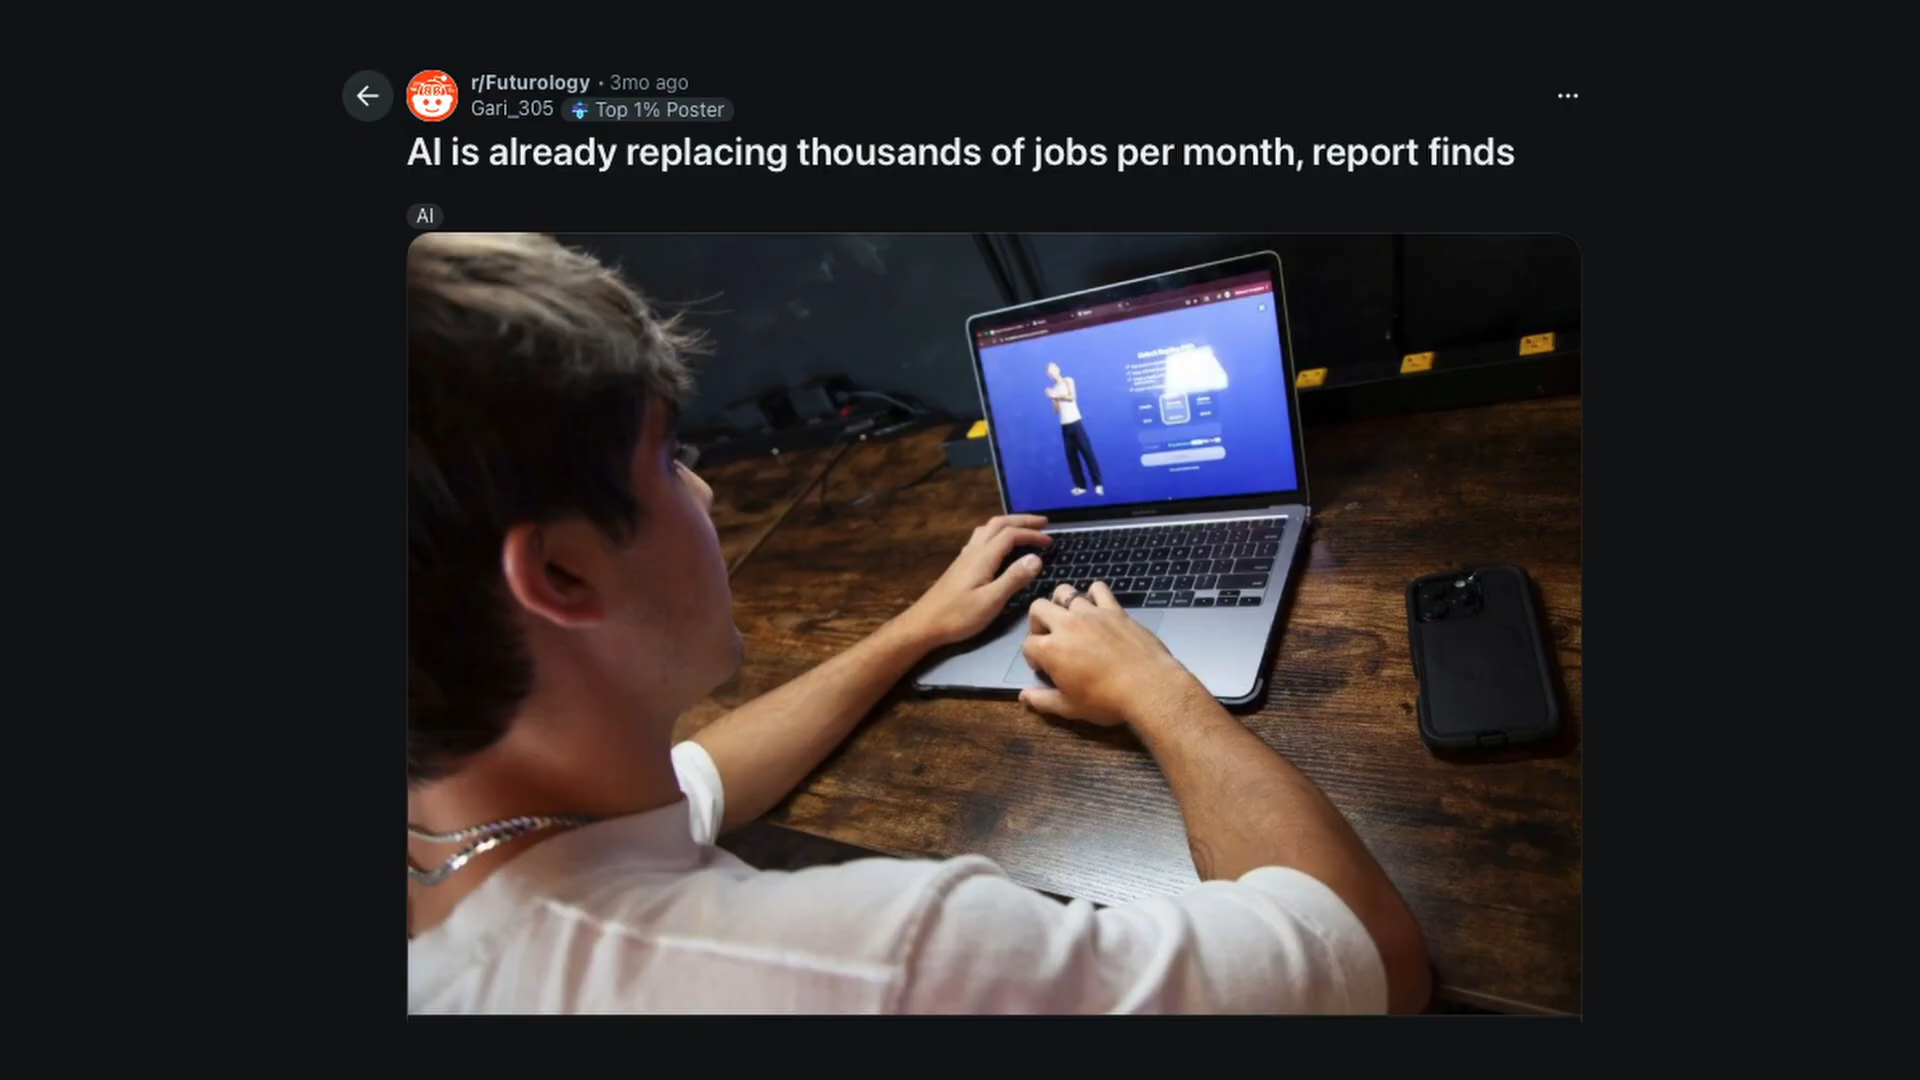 r/Futurology • 3mo ago
Gari_305 Top 1% Poster
AI is already replacing thousands of jobs per month, report finds
AI